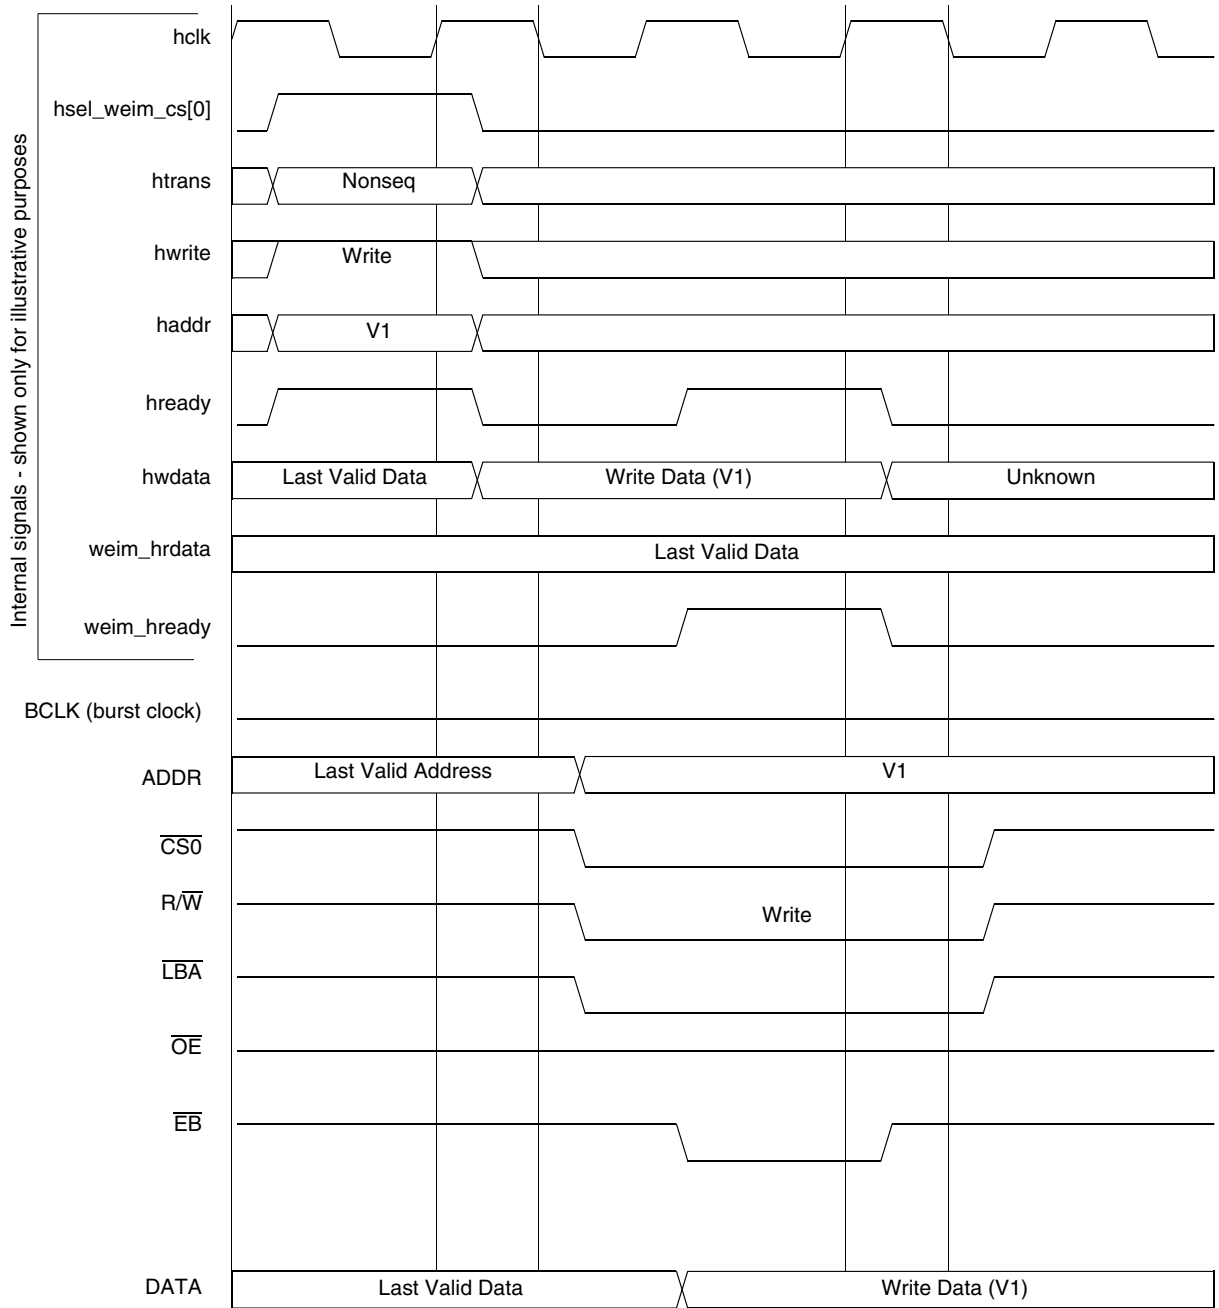 Internal signals - shown only for illustrative purposes
hclk
hsel_weim_cs[0]
htrans Nonseq
hwrite Write
haddr V1
hready
hwdata Last Valid Data Write Data (V1) Unknown
weim_hrdata Last Valid Data
weim_hready
BCLK (burst clock)
ADDR Last Valid Address V1
CS0
R/W Write
LBA
OE
EB
DATA Last Valid Data Write Data (V1)